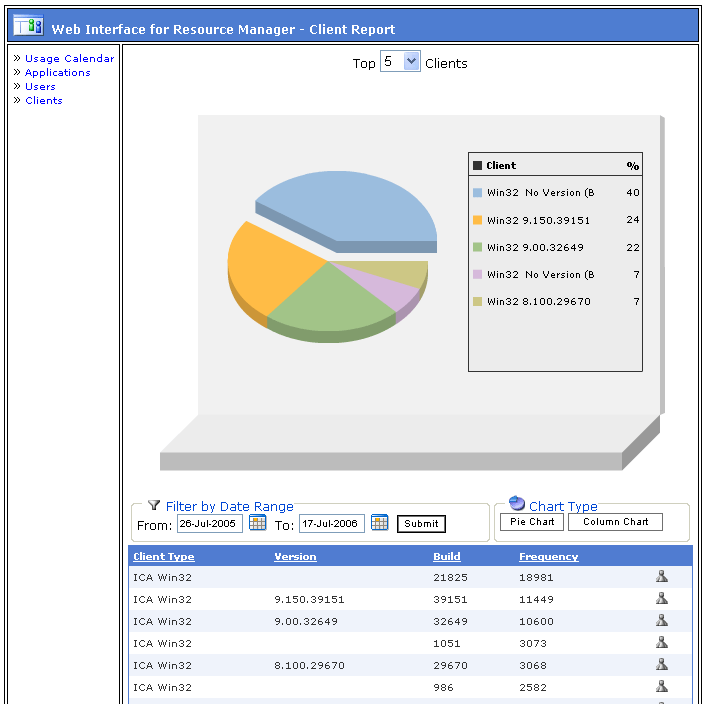 Web Interface for Resource Manager - Client Report
» Usage Calendar
» Applications
» Users
» Clients
Top 5 Clients
Client %
Win32  No Version (B 40
Win32 9.150.39151 24
Win32 9.00.32649 22
Win32  No Version (B 7
Win32 8.100.29670 7
Filter by Date Range
From: 26-Jul-2005 To: 17-Jul-2006 Submit
Chart Type
Pie Chart Column Chart
Client Type Version Build Frequency
ICA Win32 21825 18981
ICA Win32 9.150.39151 39151 11449
ICA Win32 9.00.32649 32649 10600
ICA Win32 1051 3073
ICA Win32 8.100.29670 29670 3068
ICA Win32 986 2582